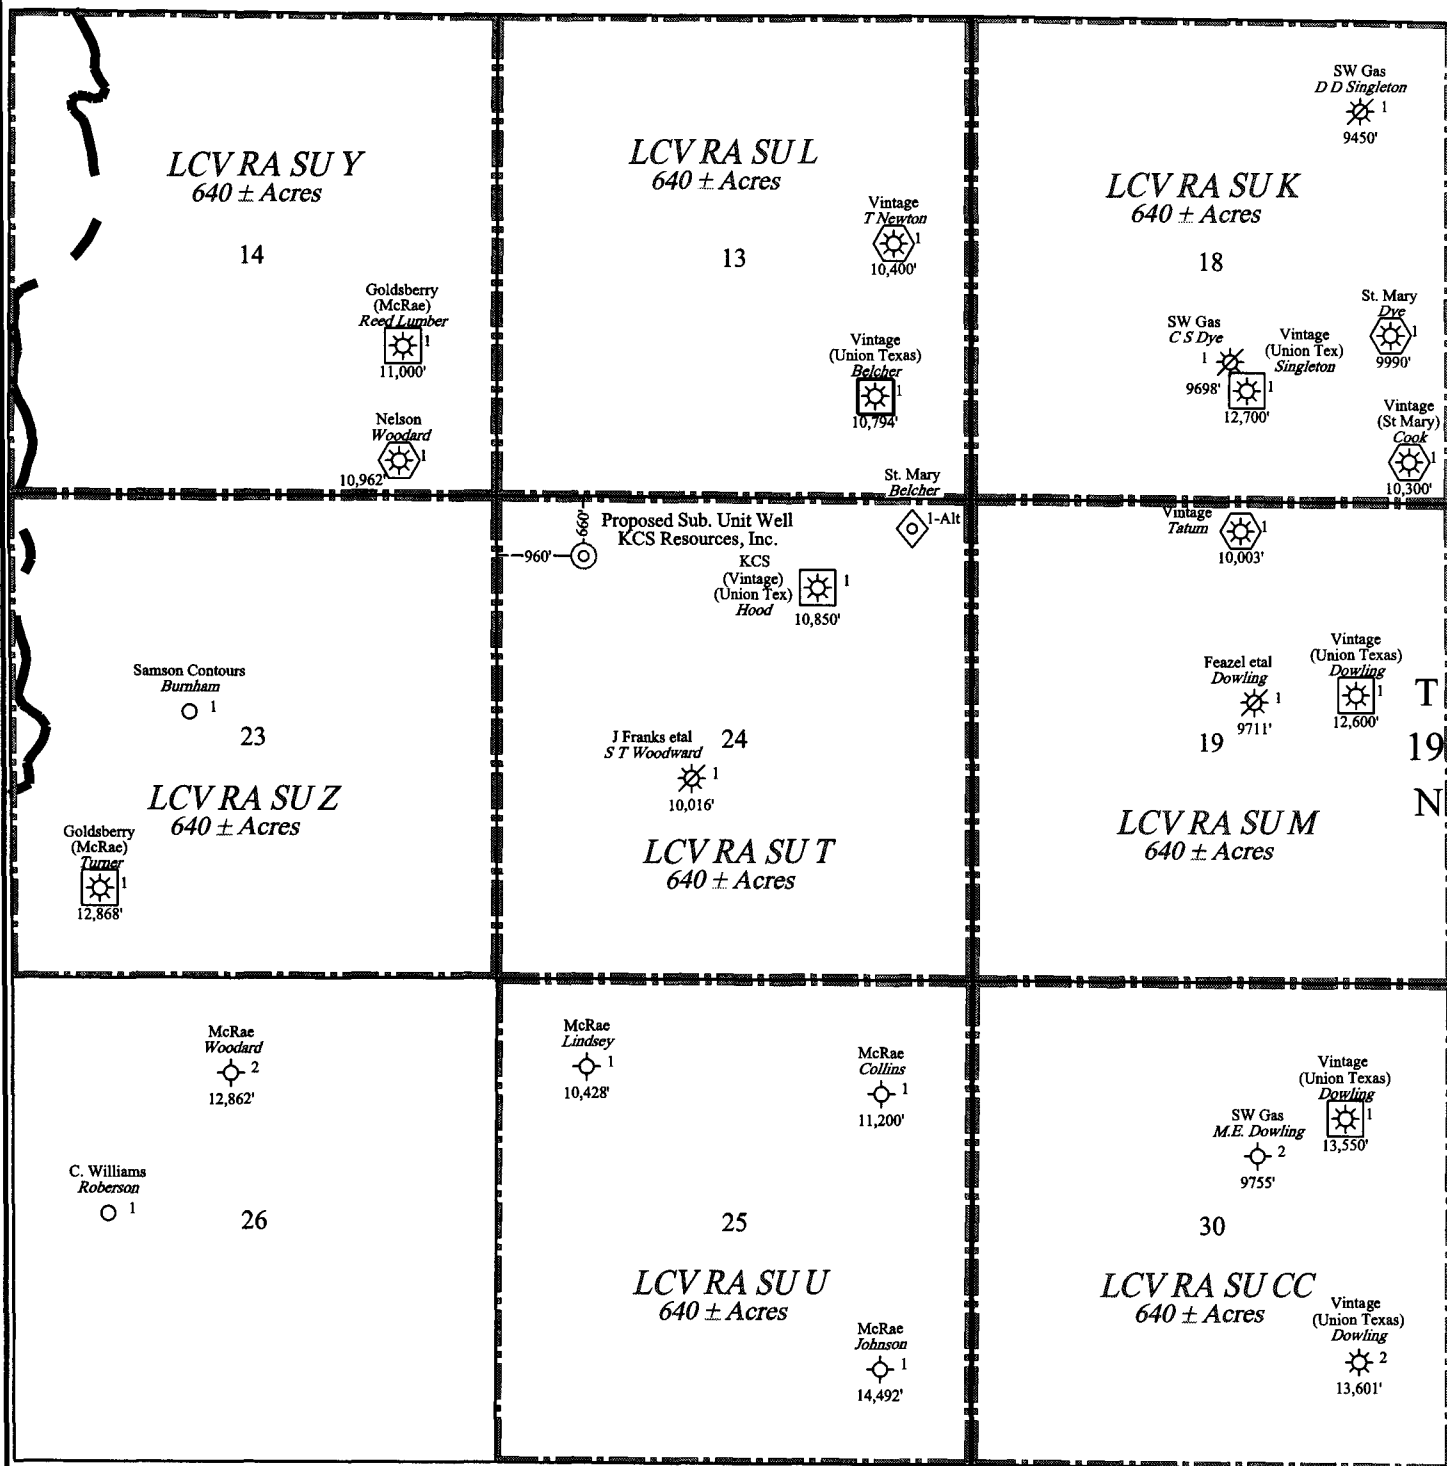 LCV RA SU Y
640 ± Acres
14
Goldsberry
(McRae)
Reed Lumber
1
11,000'
Nelson
Woodard
1
10,962'
LCV RA SU L
640 ± Acres
13
Vintage
T Newton
1
10,400'
Vintage
(Union Texas)
Belcher
1
10,794'
SW Gas
D D Singleton
1
9450'
LCV RA SU K
640 ± Acres
18
SW Gas
C S Dye
1
9698'
Vintage
(Union Tex)
Singleton
1
12,700'
St. Mary
Dye
1
9990'
Vintage
(St Mary)
Cook
1
10,300'
Samson Contours
Burnham
1
23
LCV RA SU Z
640 ± Acres
Goldsberry
(McRae)
Turner
1
12,868'
660'
960'
Proposed Sub. Unit Well
KCS Resources, Inc.
St. Mary
Belcher
1-Alt
KCS
(Vintage)
(Union Tex)
Hood
1
10,850'
J Franks etal
S T Woodward
1
10,016'
24
LCV RA SU T
640 ± Acres
Vintage
Tatum
1
10,003'
Feazel etal
Dowling
1
9711'
Vintage
(Union Texas)
Dowling
1
12,600'
19
T
19
N
LCV RA SU M
640 ± Acres
McRae
Woodard
2
12,862'
C. Williams
Roberson
1
26
McRae
Lindsey
1
10,428'
McRae
Collins
1
11,200'
25
LCV RA SU U
640 ± Acres
McRae
Johnson
1
14,492'
Vintage
(Union Texas)
Dowling
1
13,550'
SW Gas
M.E. Dowling
2
9755'
30
LCV RA SU CC
640 ± Acres
Vintage
(Union Texas)
Dowling
2
13,601'